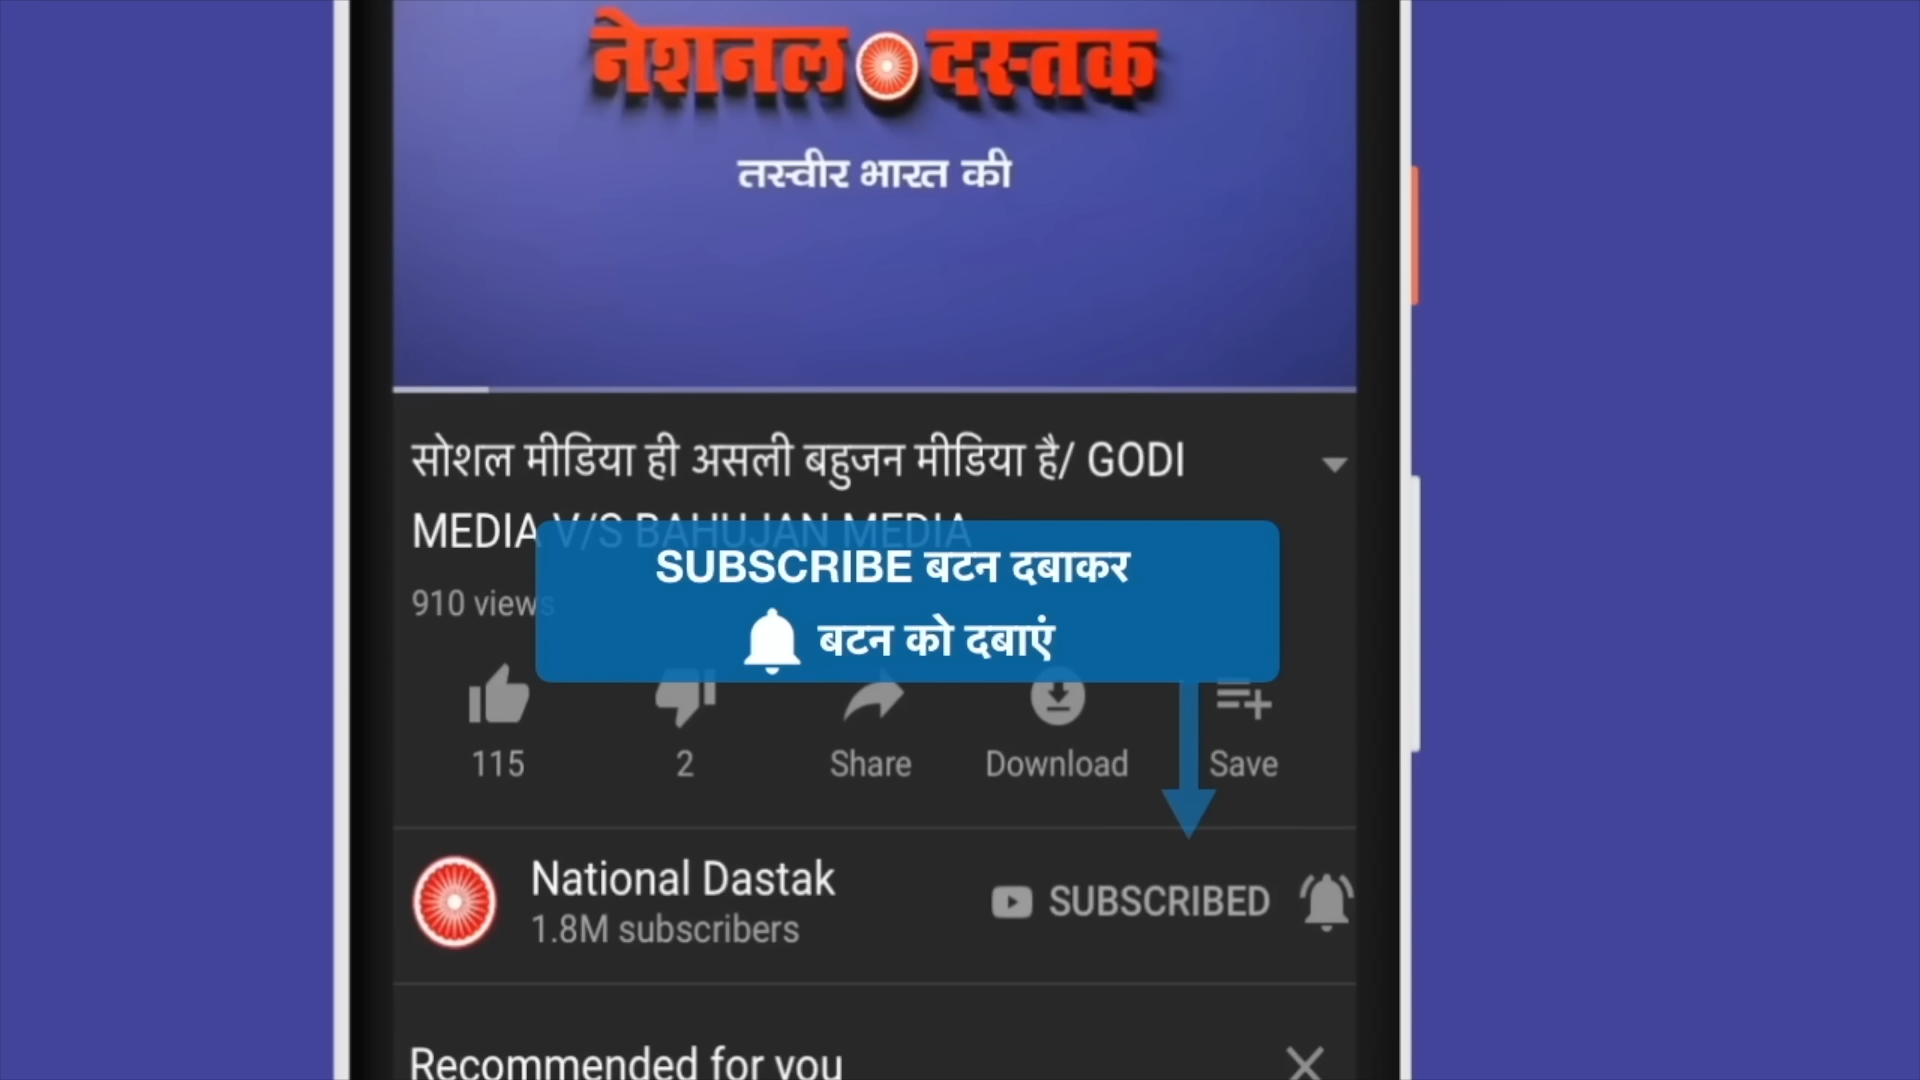 नेशनल दस्तक
तस्वीर भारत की
सोशल मीडिया ही असली बहुजन मीडिया है/ GODI
MEDIA V/S BAHUJAN MEDIA
910 views
SUBSCRIBE बटन दबाकर
बटन को दबाएं
115
2
Share
Download
Save
National Dastak
1.8M subscribers
SUBSCRIBED
Recommended for you